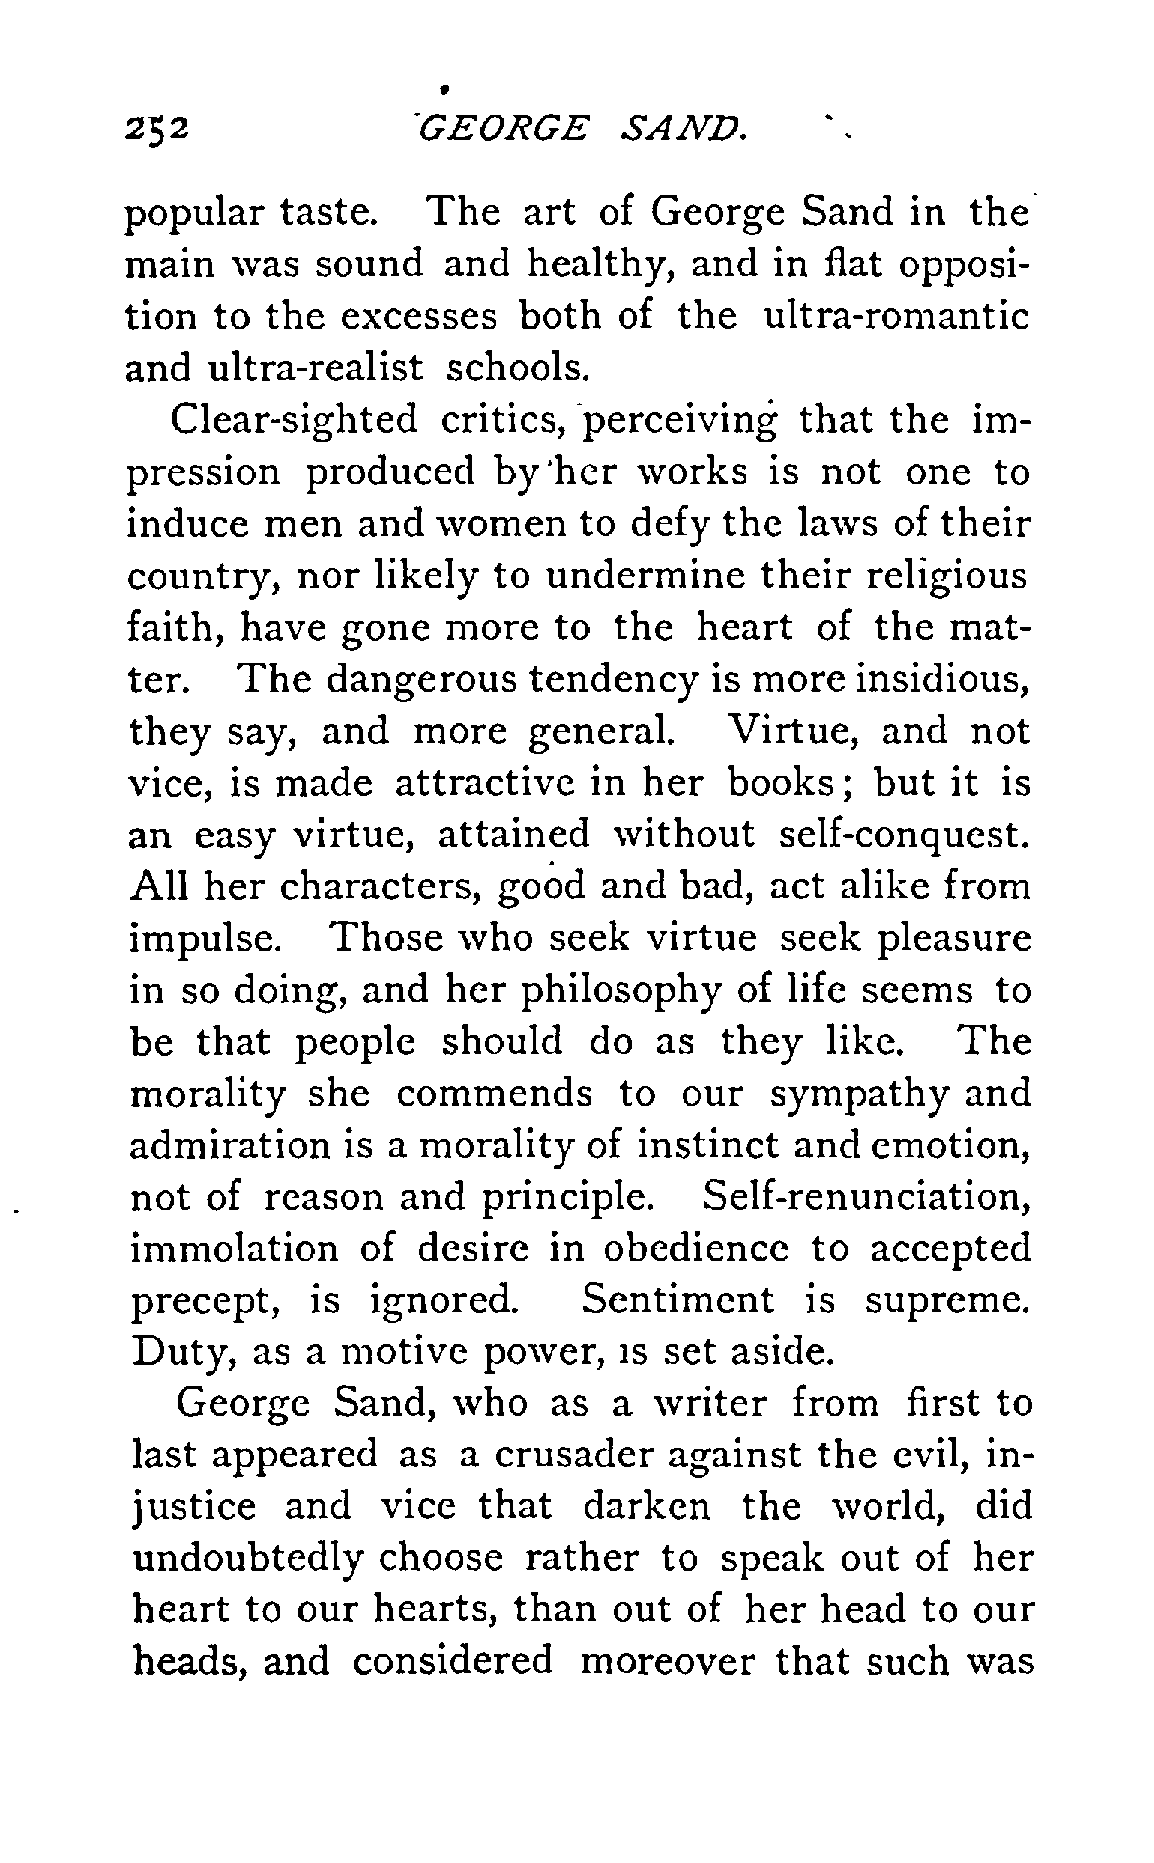 252 GEORGE SAND.
popular taste. The art of George Sand in the
main was sound and healthy, and in flat opposi-
tion to the excesses both of the ultra-romantic
and ultra-realist schools.
Clear-sighted critics, perceiving that the im-
pression produced by her works is not one to
induce men and women to defy the laws of their
country, nor likely to undermine their religious
faith, have gone more to the heart of the mat-
ter. The dangerous tendency is more insidious,
they say, and more general. Virtue, and not
vice, is made attractive in her books; but it is
an easy virtue, attained without self-conquest.
All her characters, good and bad, act alike from
impulse. Those who seek virtue seek pleasure
in so doing, and her philosophy of life seems to
be that people should do as they like. The
morality she commends to our sympathy and
admiration is a morality of instinct and emotion,
not of reason and principle. Self-renunciation,
immolation of desire in obedience to accepted
precept, is ignored. Sentiment is supreme.
Duty, as a motive power, is set aside.
George Sand, who as a writer from first to
last appeared as a crusader against the evil, in-
justice and vice that darken the world, did
undoubtedly choose rather to speak out of her
heart to our hearts, than out of her head to our
heads, and considered moreover that such was